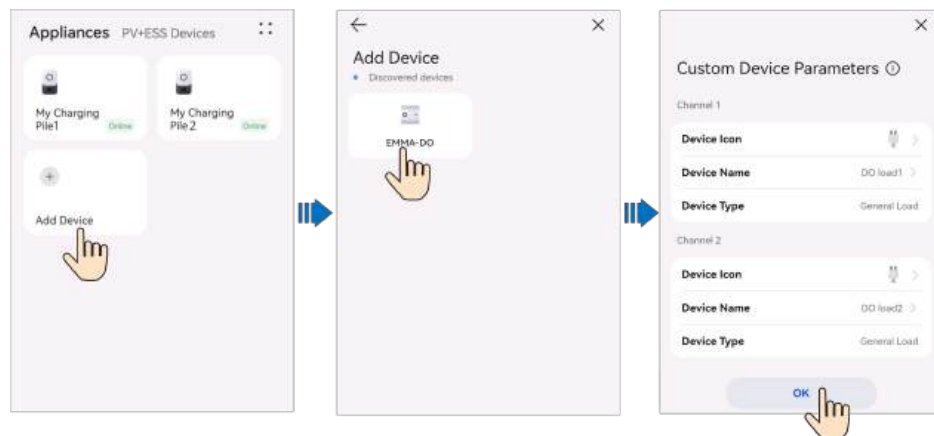 Appliances PV+ESS Devices
My Charging
Pile1
Online
My Charging
Pile 2
Online
Add Device
Add Device
Discovered devices
EMMA-DO
Custom Device Parameters
Channel 1
Device Icon
Device Name DO load1
Device Type General Load
Channel 2
Device Icon
Device Name DO load2
Device Type General Load
OK